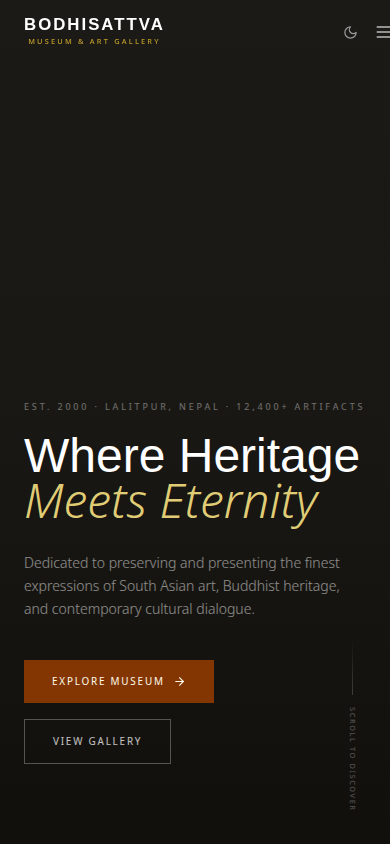 BODHISATTVA
MUSEUM & ART GALLERY
EST. 2000 · LALITPUR, NEPAL · 12,400+ ARTIFACTS
Where Heritage
Meets Eternity
Dedicated to preserving and presenting the finest
expressions of South Asian art, Buddhist heritage,
and contemporary cultural dialogue.
EXPLORE MUSEUM →
VIEW GALLERY
SCROLL TO DISCOVER